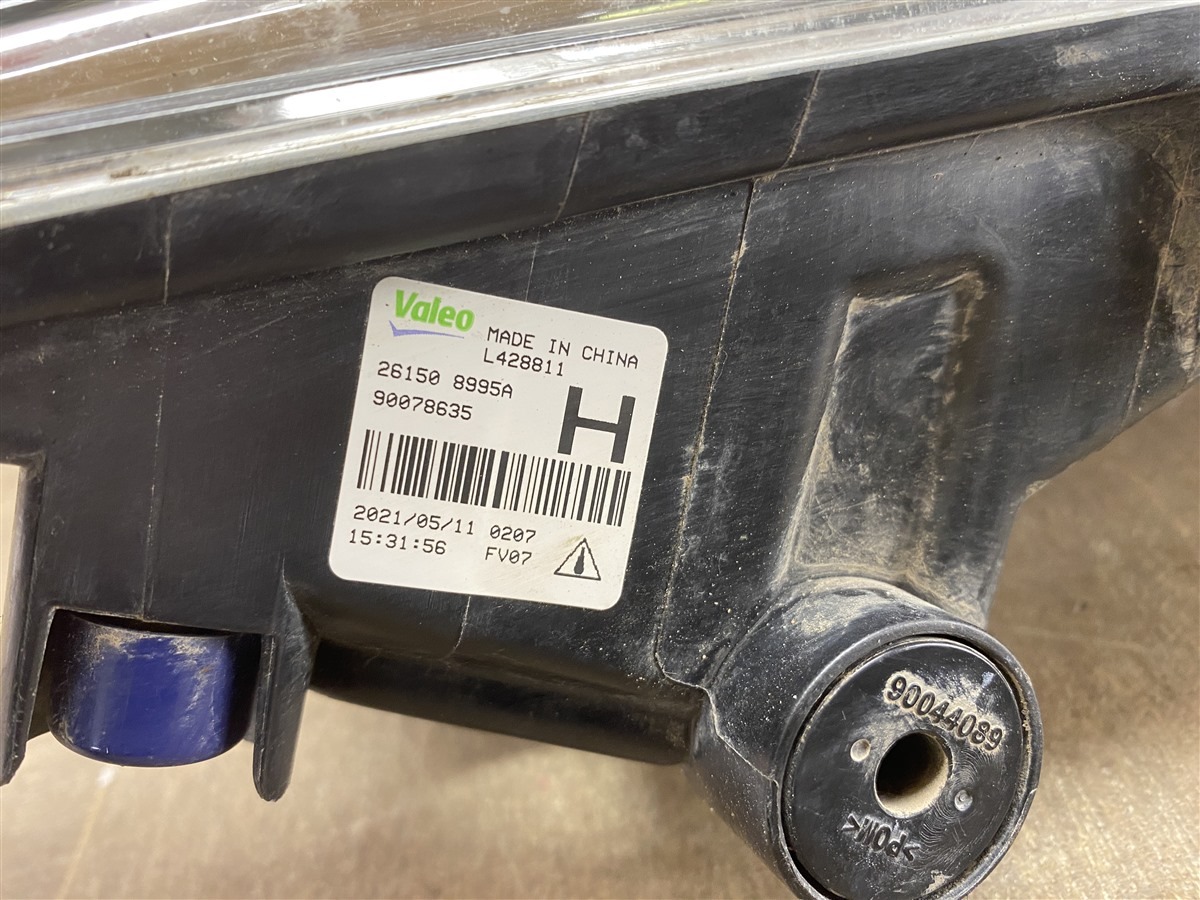 Valeo
MADE IN CHINA
L428811
26150 8995A
90078635
H
2021/05/11 0207
15:31:56 FV07
90044089
>POM<